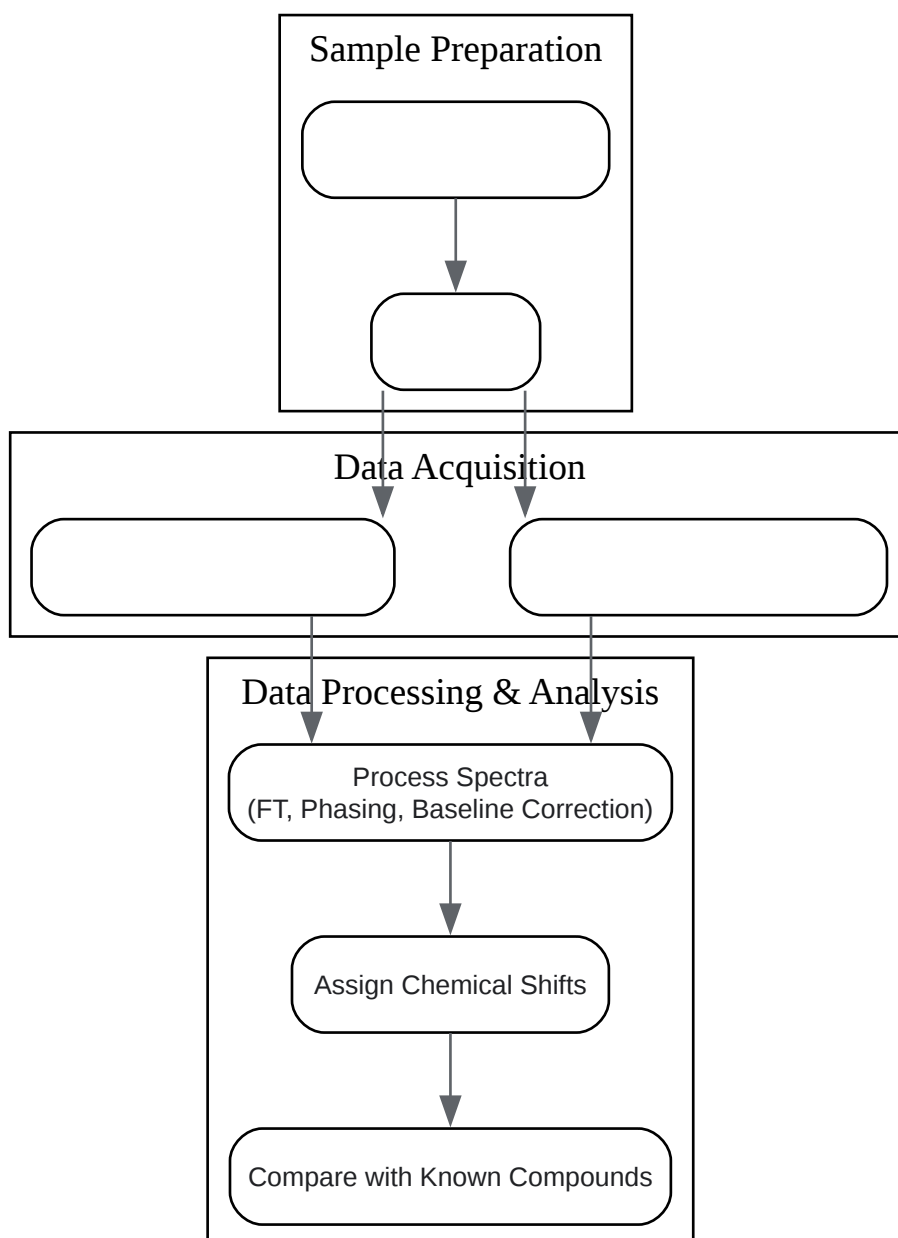 Sample Preparation
Data Acquisition
Data Processing & Analysis
Process Spectra
(FT, Phasing, Baseline Correction)
Assign Chemical Shifts
Compare with Known Compounds